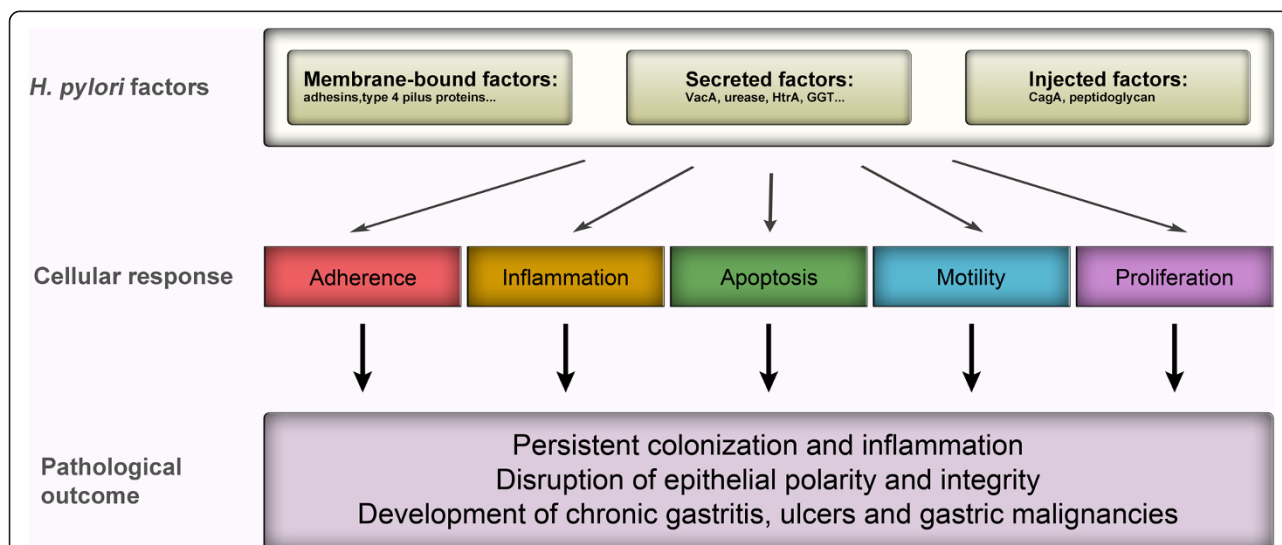 H. pylori factors
Membrane-bound factors:
adhesins,type 4 pilus proteins...
Secreted factors:
VacA, urease, HtrA, GGT...
Injected factors:
CagA, peptidoglycan
Cellular response
Adherence
Inflammation
Apoptosis
Motility
Proliferation
Pathological
outcome
Persistent colonization and inflammation
Disruption of epithelial polarity and integrity
Development of chronic gastritis, ulcers and gastric malignancies